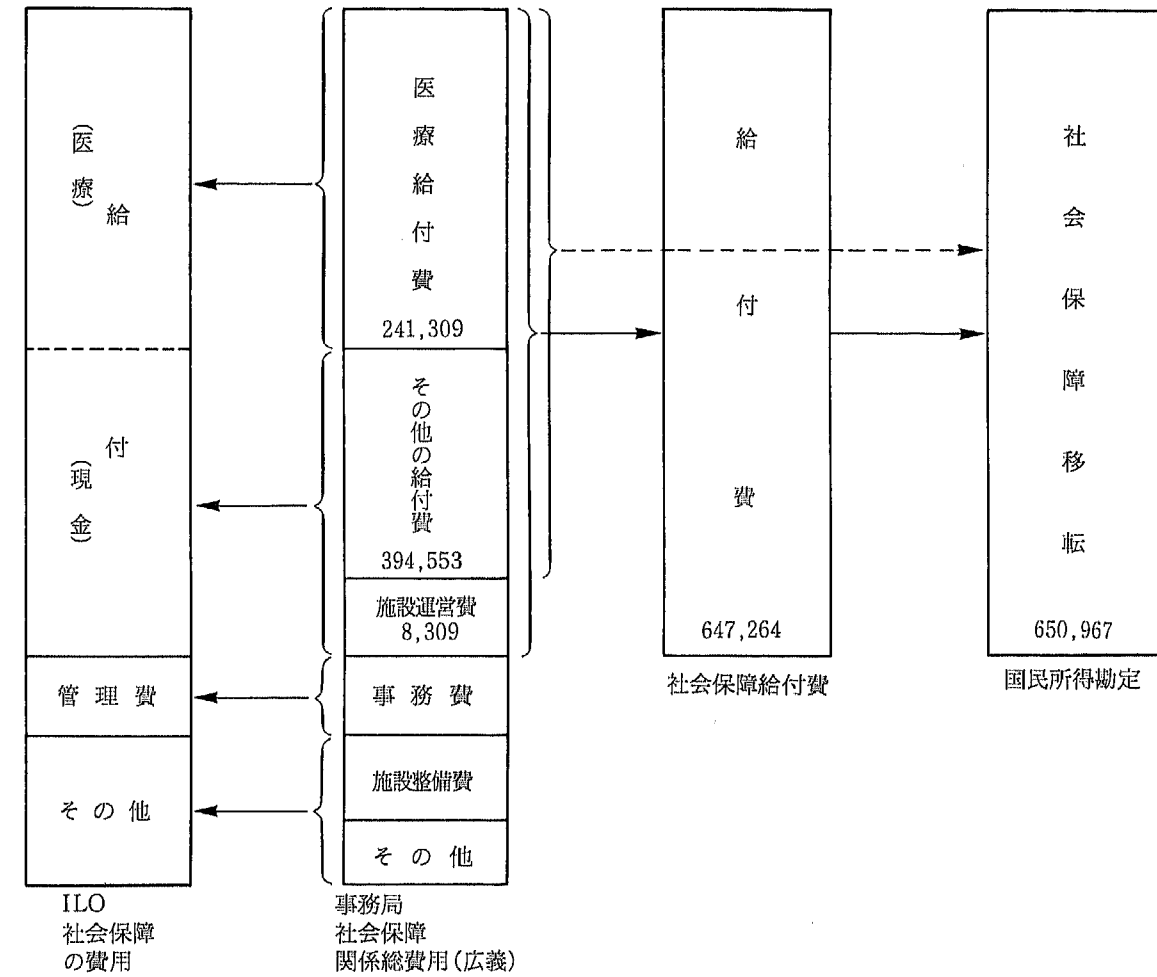 (医療)
給
付
(現金)
管理費
その他
ILO
社会保障
の費用
医療給付費
241,309
その他の給付費
394,553
施設運営費
8,309
事務費
施設整備費
その他
事務局
社会保障
関係総費用(広義)
給付費
647,264
社会保障給付費
社会保障移転
650,967
国民所得勘定